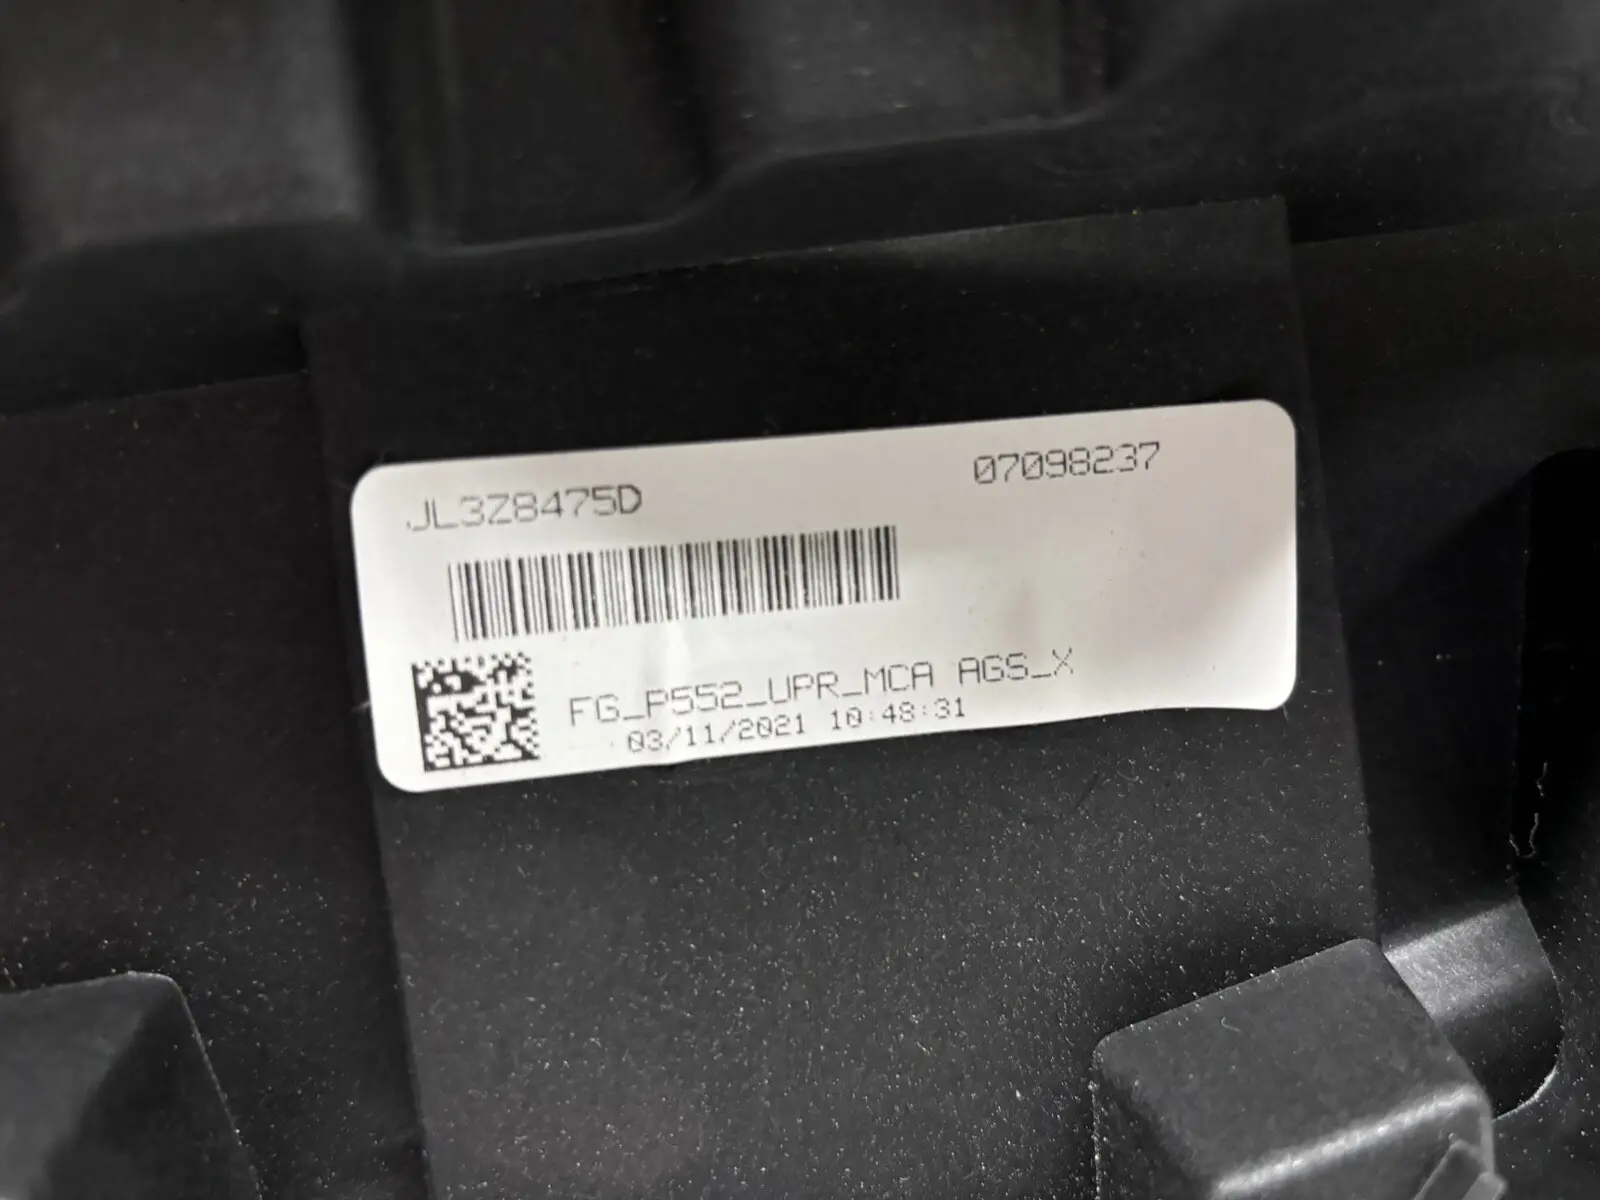 JL3Z8475D
07098237
FG_P552_UPR_MCA AGS_X
03/11/2021 10:48:31